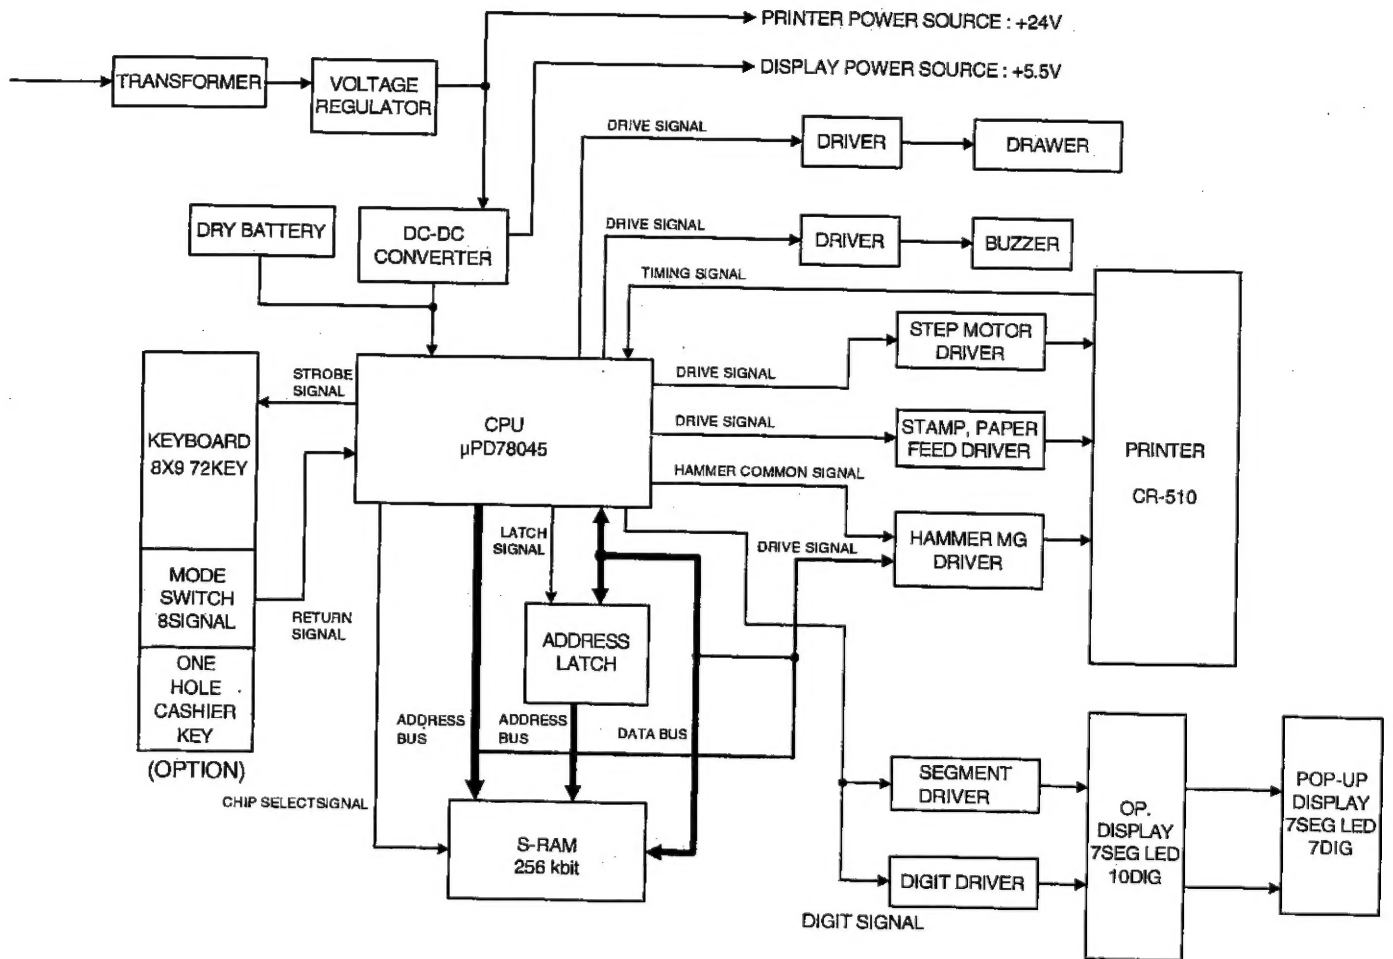 PRINTER POWER SOURCE : +24V
DISPLAY POWER SOURCE : +5.5V
TRANSFORMER
VOLTAGE
REGULATOR
DRIVE SIGNAL
DRIVER
DRAWER
DRY BATTERY
DC-DC
CONVERTER
DRIVE SIGNAL
DRIVER
BUZZER
TIMING SIGNAL
STEP MOTOR
DRIVER
STROBE
SIGNAL
DRIVE SIGNAL
KEYBOARD
8X9 72KEY
CPU
µPD78045
DRIVE SIGNAL
STAMP, PAPER
FEED DRIVER
PRINTER
CR-510
HAMMER COMMON SIGNAL
LATCH
SIGNAL
DRIVE SIGNAL
HAMMER MG
DRIVER
MODE
SWITCH
8SIGNAL
RETURN
SIGNAL
ADDRESS
LATCH
ONE
HOLE
CASHIER
KEY
(OPTION)
ADDRESS
BUS
ADDRESS
BUS
DATA BUS
CHIP SELECTSIGNAL
S-RAM
256 kbit
SEGMENT
DRIVER
DIGIT DRIVER
DIGIT SIGNAL
OP.
DISPLAY
7SEG LED
10DIG
POP-UP
DISPLAY
7SEG LED
7DIG